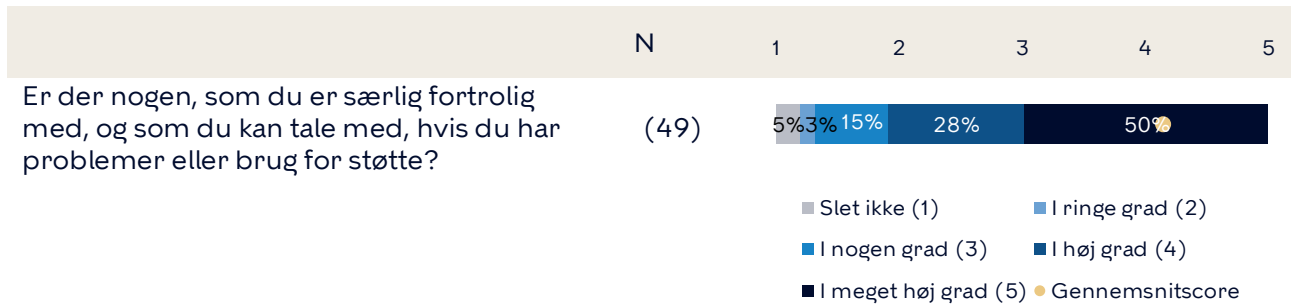 N 1 2 3 4 5
Er der nogen, som du er særlig fortrolig
med, og som du kan tale med, hvis du har
problemer eller brug for støtte?
(49)
5% 3% 15% 28% 50%
Slet ikke (1) I ringe grad (2)
I nogen grad (3) I høj grad (4)
I meget høj grad (5) Gennemsnitscore